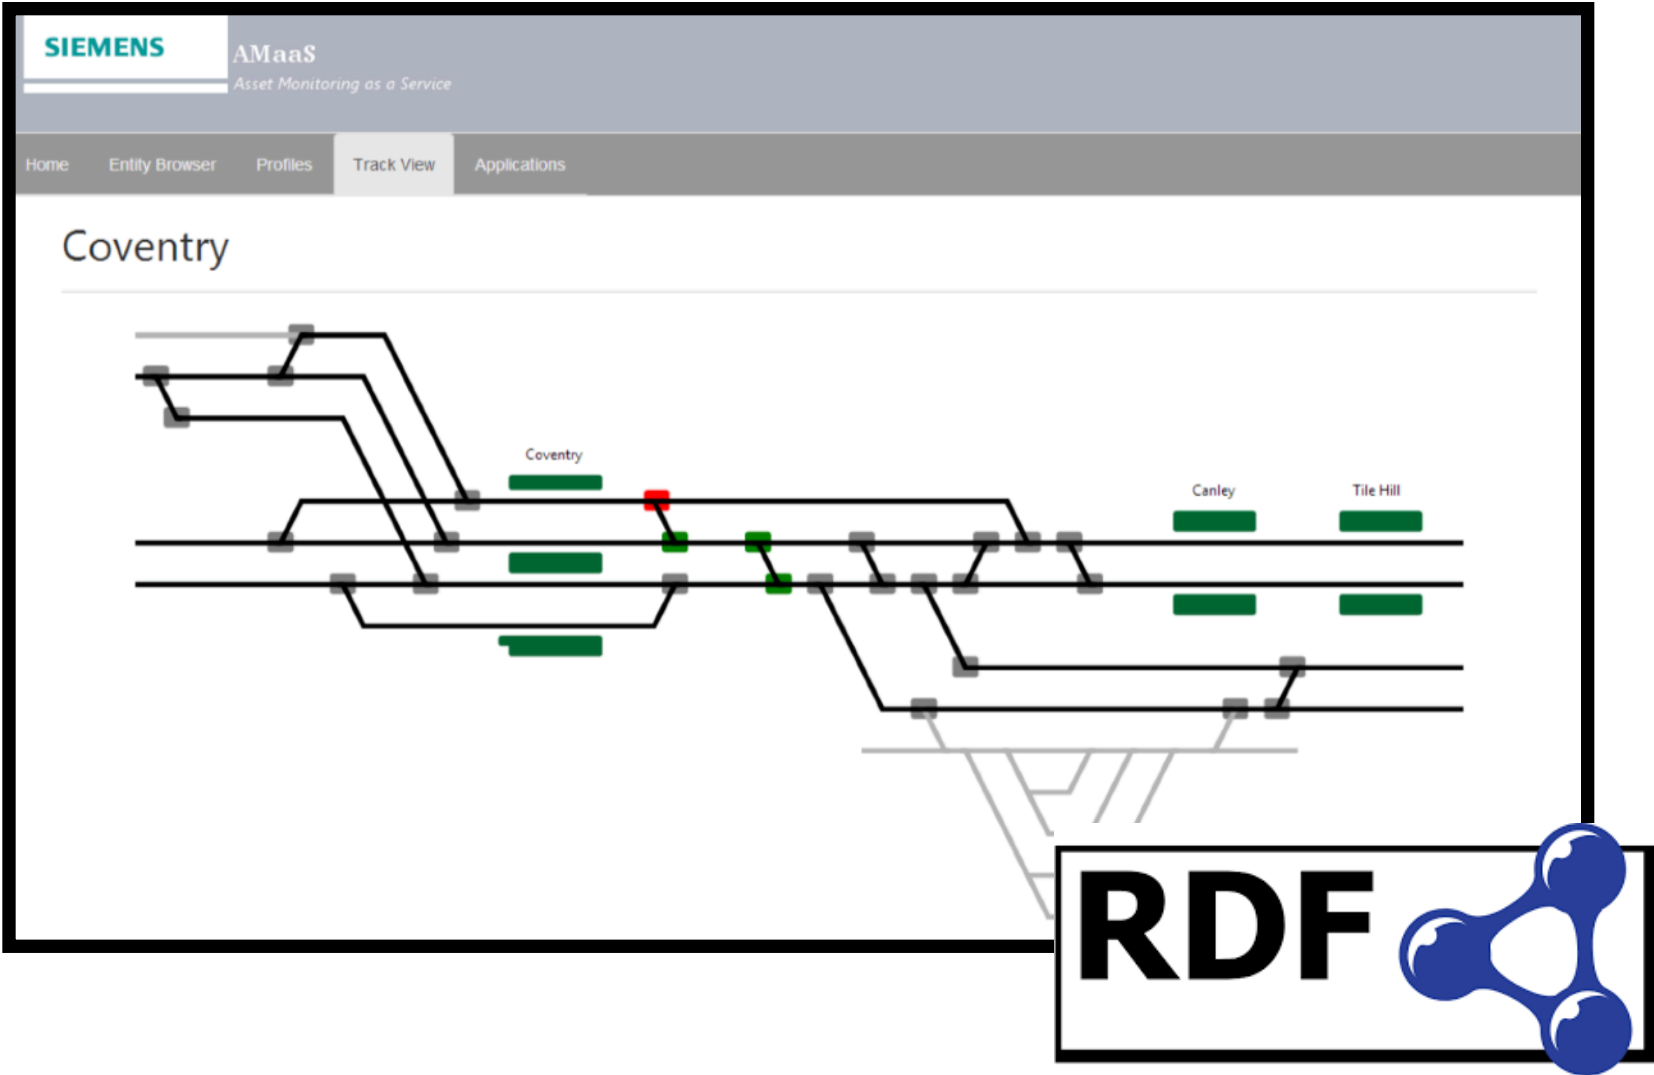 SIEMENS
AMaaS
Asset Monitoring as a Service
Home Entity Browser Profiles Track View Applications
Coventry
Coventry
Canley Tile Hill
RDF